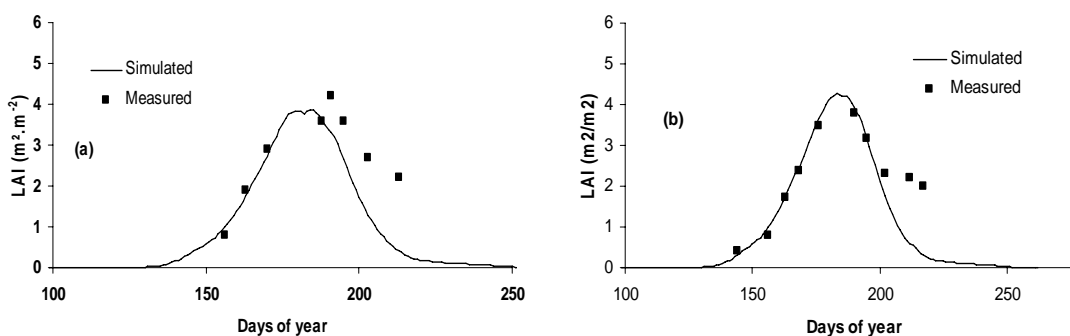 6
5
4
3
2
1
0
LAI (m².m⁻²)
Simulated
Measured
(a)
100
150
200
250
Days of year
6
5
4
3
2
1
0
LAI (m2/m2)
Simulated
Measured
(b)
100
150
200
250
Days of year